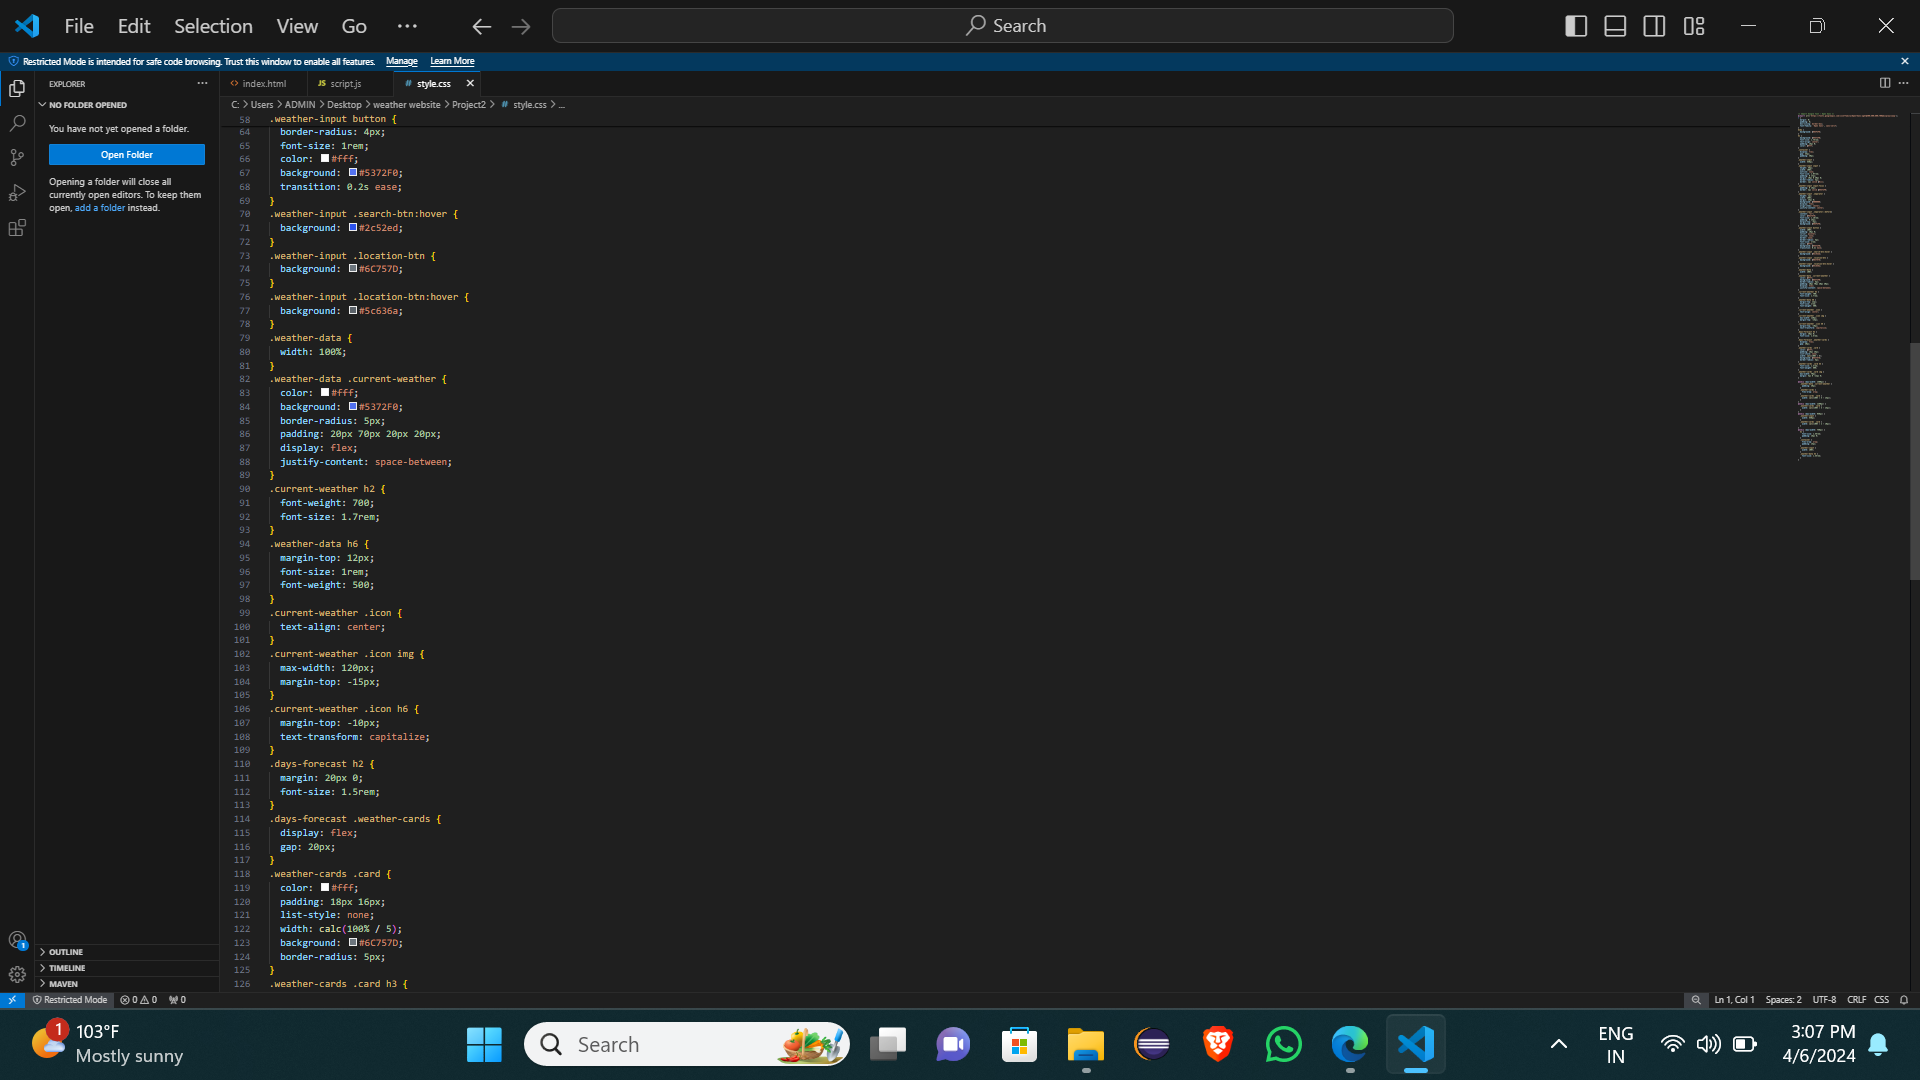 File Edit Selection View Go ... Search
Restricted Mode is intended for safe code browsing. Trust this window to enable all features. Manage Learn More
EXPLORER ...
NO FOLDER OPENED
You have not yet opened a folder.
Open Folder
Opening a folder will close all
currently open editors. To keep them
open, add a folder instead.
OUTLINE
TIMELINE
MAVEN
<> index.html JS script.js # style.css
C: > Users > ADMIN > Desktop > weather website > Project2 > # style.css > ...
58 .weather-input button {
64 border-radius: 4px;
65 font-size: 1rem;
66 color: #fff;
67 background: #5372F0;
68 transition: 0.2s ease;
69 }
70 .weather-input .search-btn:hover {
71 background: #2c52ed;
72 }
73 .weather-input .location-btn {
74 background: #6C757D;
75 }
76 .weather-input .location-btn:hover {
77 background: #5c636a;
78 }
79 .weather-data {
80 width: 100%;
81 }
82 .weather-data .current-weather {
83 color: #fff;
84 background: #5372F0;
85 border-radius: 5px;
86 padding: 20px 70px 20px 20px;
87 display: flex;
88 justify-content: space-between;
89 }
90 .current-weather h2 {
91 font-weight: 700;
92 font-size: 1.7rem;
93 }
94 .weather-data h6 {
95 margin-top: 12px;
96 font-size: 1rem;
97 font-weight: 500;
98 }
99 .current-weather .icon {
100 text-align: center;
101 }
102 .current-weather .icon img {
103 max-width: 120px;
104 margin-top: -15px;
105 }
106 .current-weather .icon h6 {
107 margin-top: -10px;
108 text-transform: capitalize;
109 }
110 .days-forecast h2 {
111 margin: 20px 0;
112 font-size: 1.5rem;
113 }
114 .days-forecast .weather-cards {
115 display: flex;
116 gap: 20px;
117 }
118 .weather-cards .card {
119 color: #fff;
120 padding: 18px 16px;
121 list-style: none;
122 width: calc(100% / 5);
123 background: #6C757D;
124 border-radius: 5px;
125 }
126 .weather-cards .card h3 {
1
Restricted Mode 0 0 0 Ln 1, Col 1 Spaces: 2 UTF-8 CRLF CSS
1
103°F
Mostly sunny
Search
ENG
IN
3:07 PM
4/6/2024